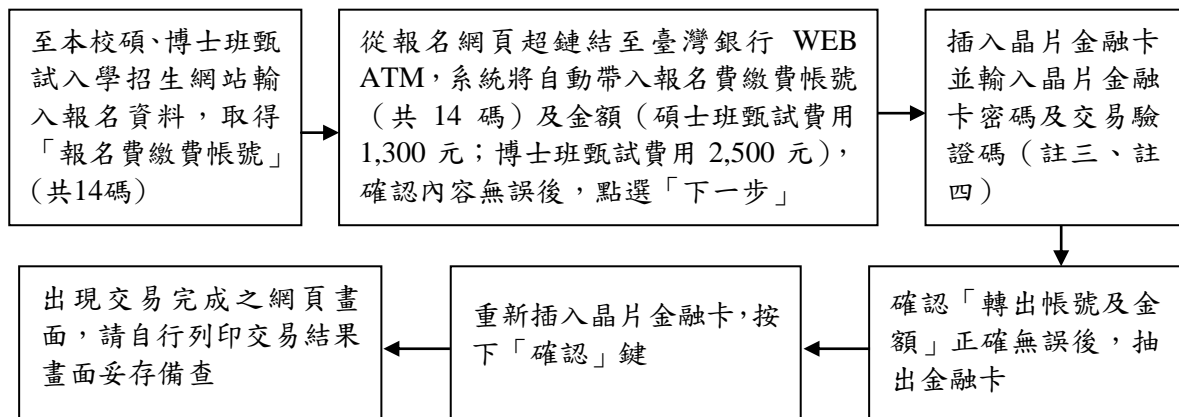 至本校碩、博士班甄
試入學招生網站輸
入報名資料，取得
「報名費繳費帳號」
(共14碼)
從報名網頁超鏈結至臺灣銀行 WEB
ATM，系統將自動帶入報名費繳費帳號
（共 14 碼）及金額（碩士班甄試費用
1,300 元；博士班甄試費用 2,500 元），
確認內容無誤後，點選「下一步」
插入晶片金融卡
並輸入晶片金融
卡密碼及交易驗
證碼（註三、註
四）
確認「轉出帳號及金
額」正確無誤後，抽
出金融卡
重新插入晶片金融卡，按
下「確認」鍵
出現交易完成之網頁畫
面，請自行列印交易結果
畫面妥存備查